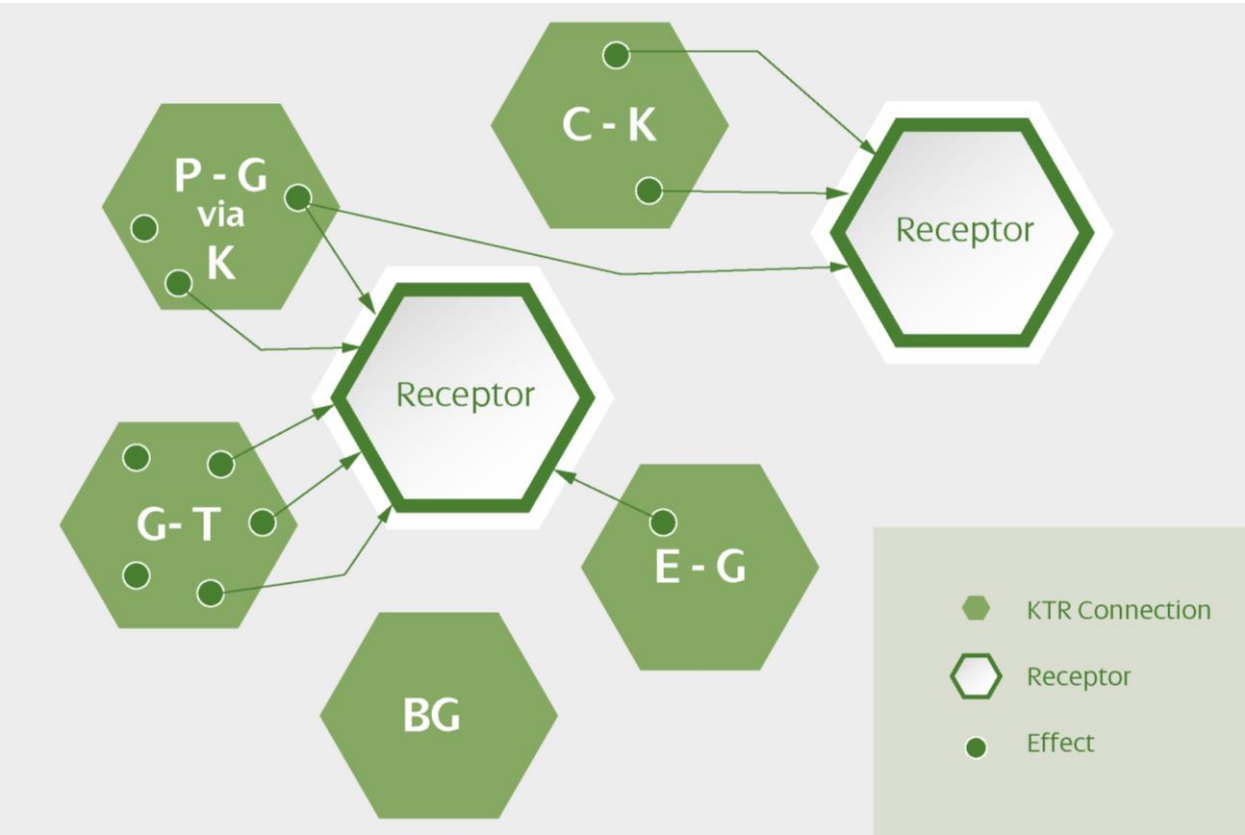 C - K
P - G
via
K
Receptor
Receptor
G- T
E - G
BG
KTR Connection
Receptor
Effect